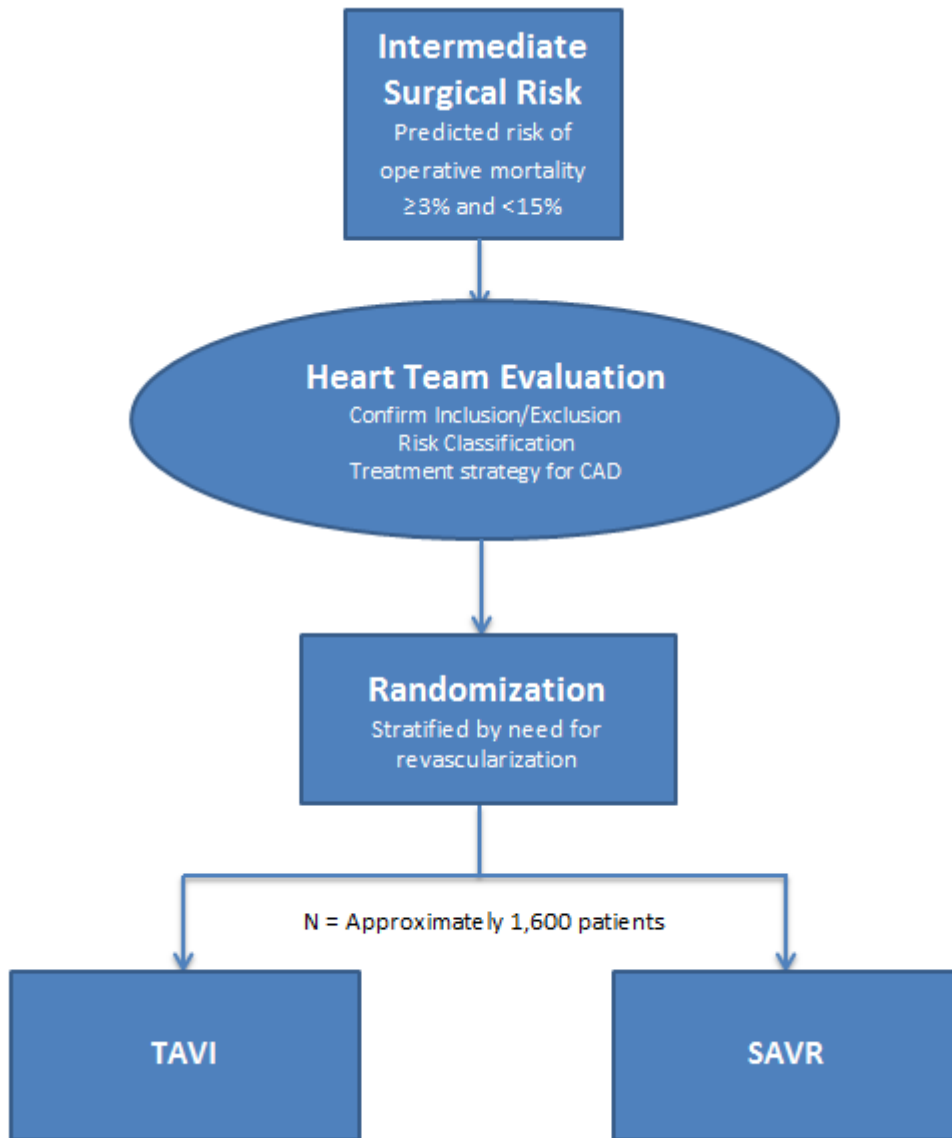 Intermediate
Surgical Risk
Predicted risk of
operative mortality
≥3% and <15%
Heart Team Evaluation
Confirm Inclusion/Exclusion
Risk Classification
Treatment strategy for CAD
Randomization
Stratified by need for
revascularization
N = Approximately 1,600 patients
TAVI
SAVR